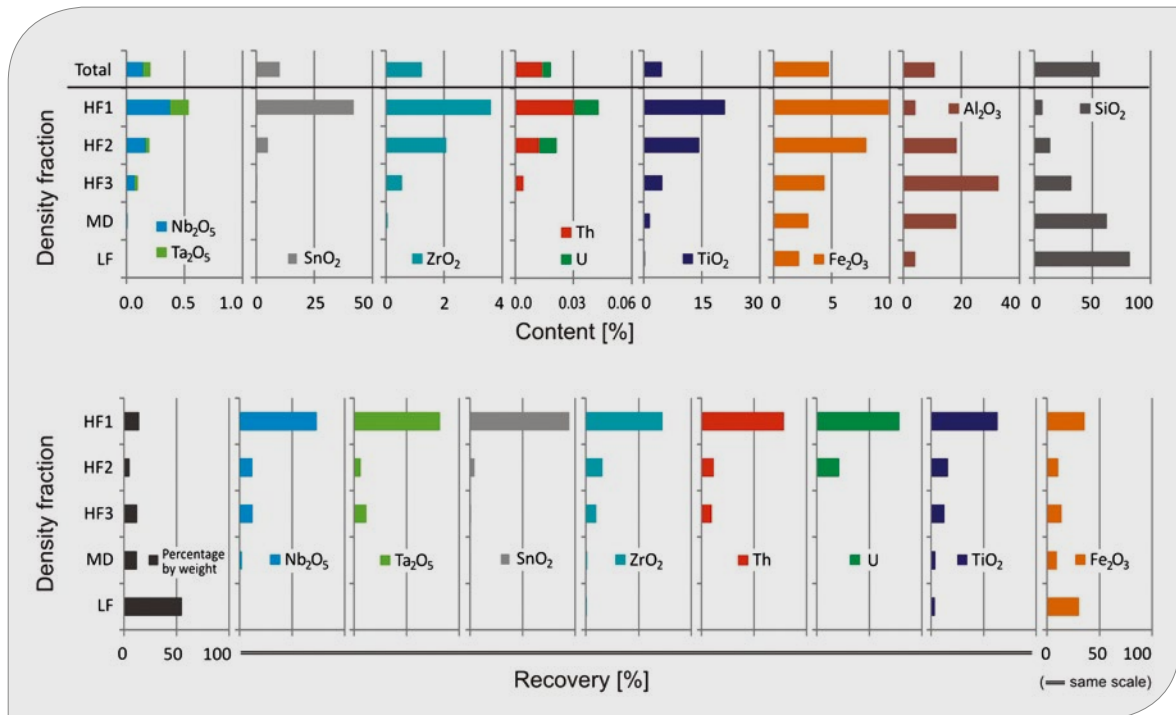 Total
HF1
HF2
HF3
MD
LF
Density fraction
Nb₂O₅
Ta₂O₅
SnO₂
ZrO₂
Th
U
TiO₂
Fe₂O₃
Al₂O₃
SiO₂
0.0 0.5 1.0
0 25 50
0 2 4
0.0 0.03 0.06
0 15 30
0 5 10
0 20 40
0 50 100
Content [%]
HF1
HF2
HF3
MD
LF
Density fraction
Percentage
by weight
Nb₂O₅
Ta₂O₅
SnO₂
ZrO₂
Th
U
TiO₂
Fe₂O₃
0 50 100
0 50 100
Recovery [%]
(═ same scale)